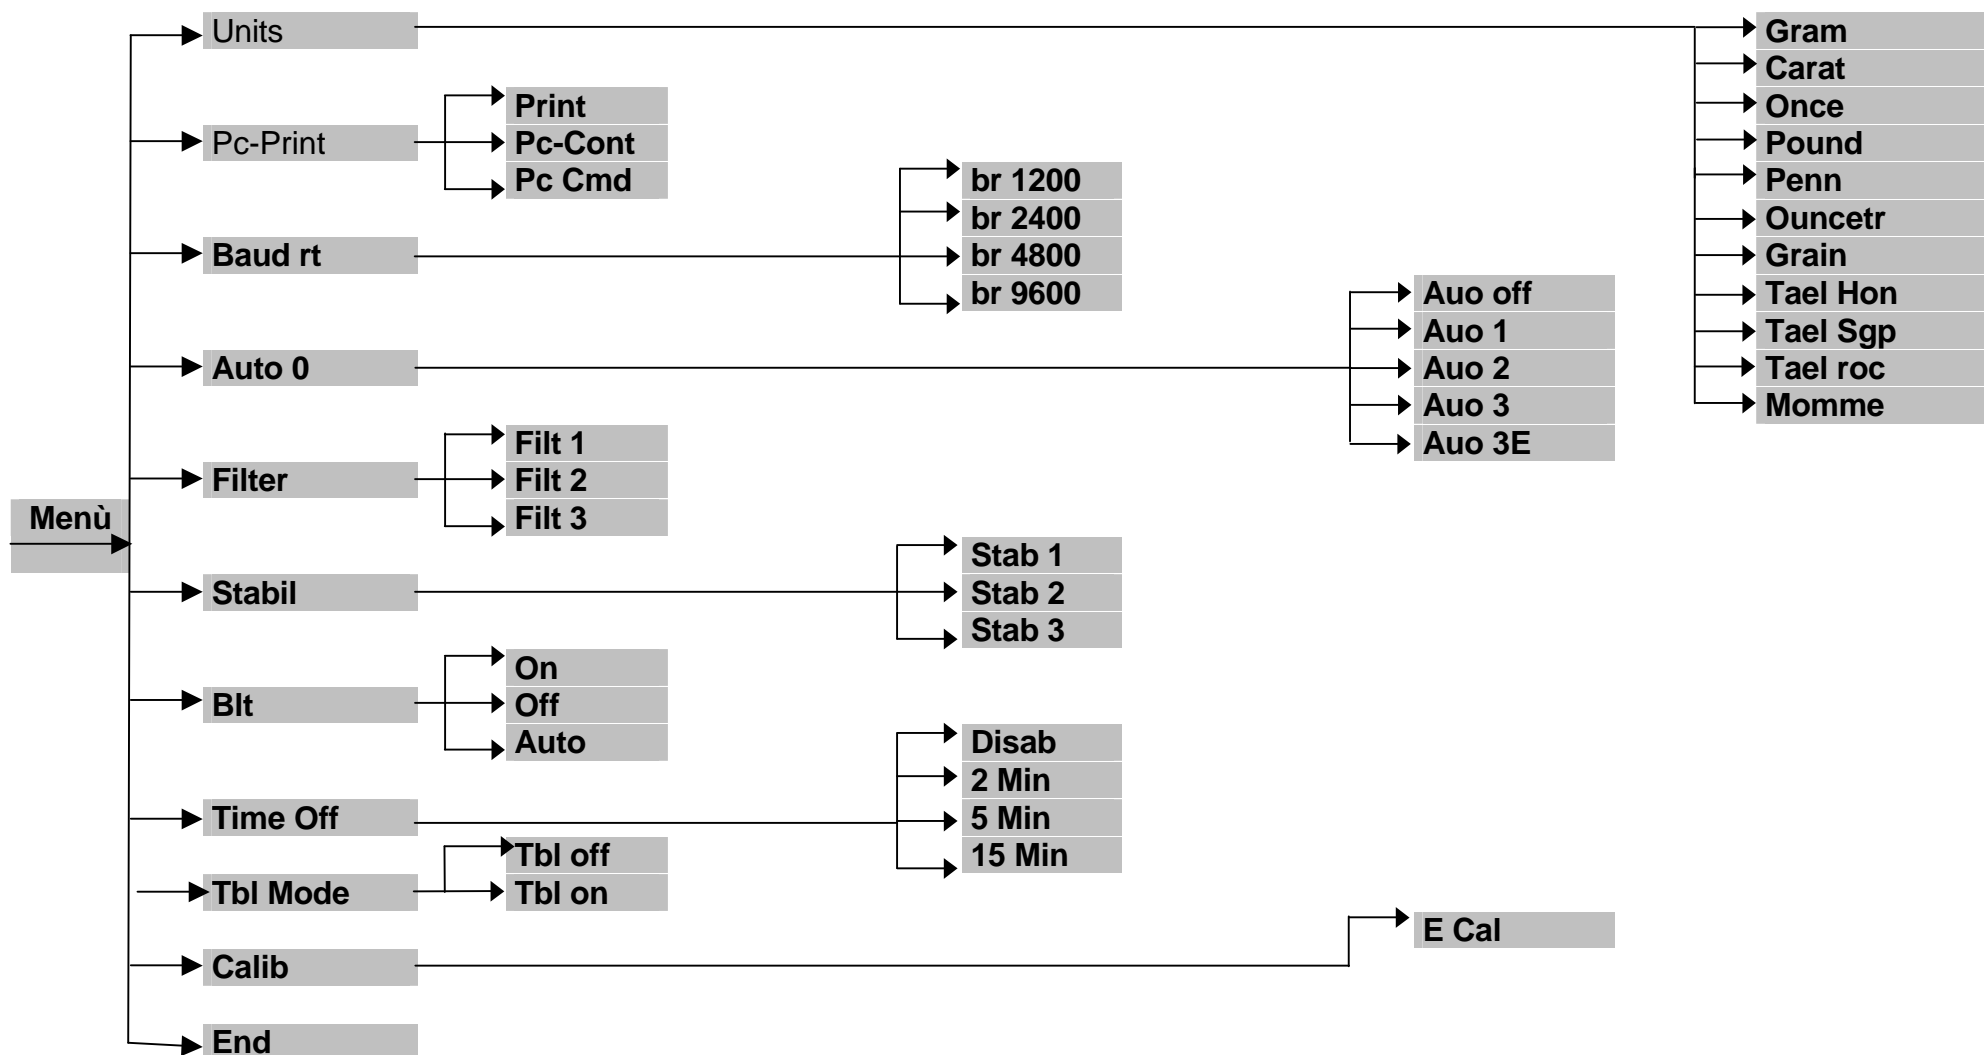 Menù
Units
Gram
Carat
Once
Pound
Penn
Ouncetr
Grain
Tael Hon
Tael Sgp
Tael roc
Momme
Pc-Print
Print
Pc-Cont
Pc Cmd
Baud rt
br 1200
br 2400
br 4800
br 9600
Auto 0
Auo off
Auo 1
Auo 2
Auo 3
Auo 3E
Filter
Filt 1
Filt 2
Filt 3
Stabil
Stab 1
Stab 2
Stab 3
Blt
On
Off
Auto
Time Off
Disab
2 Min
5 Min
15 Min
Tbl Mode
Tbl off
Tbl on
Calib
E Cal
End